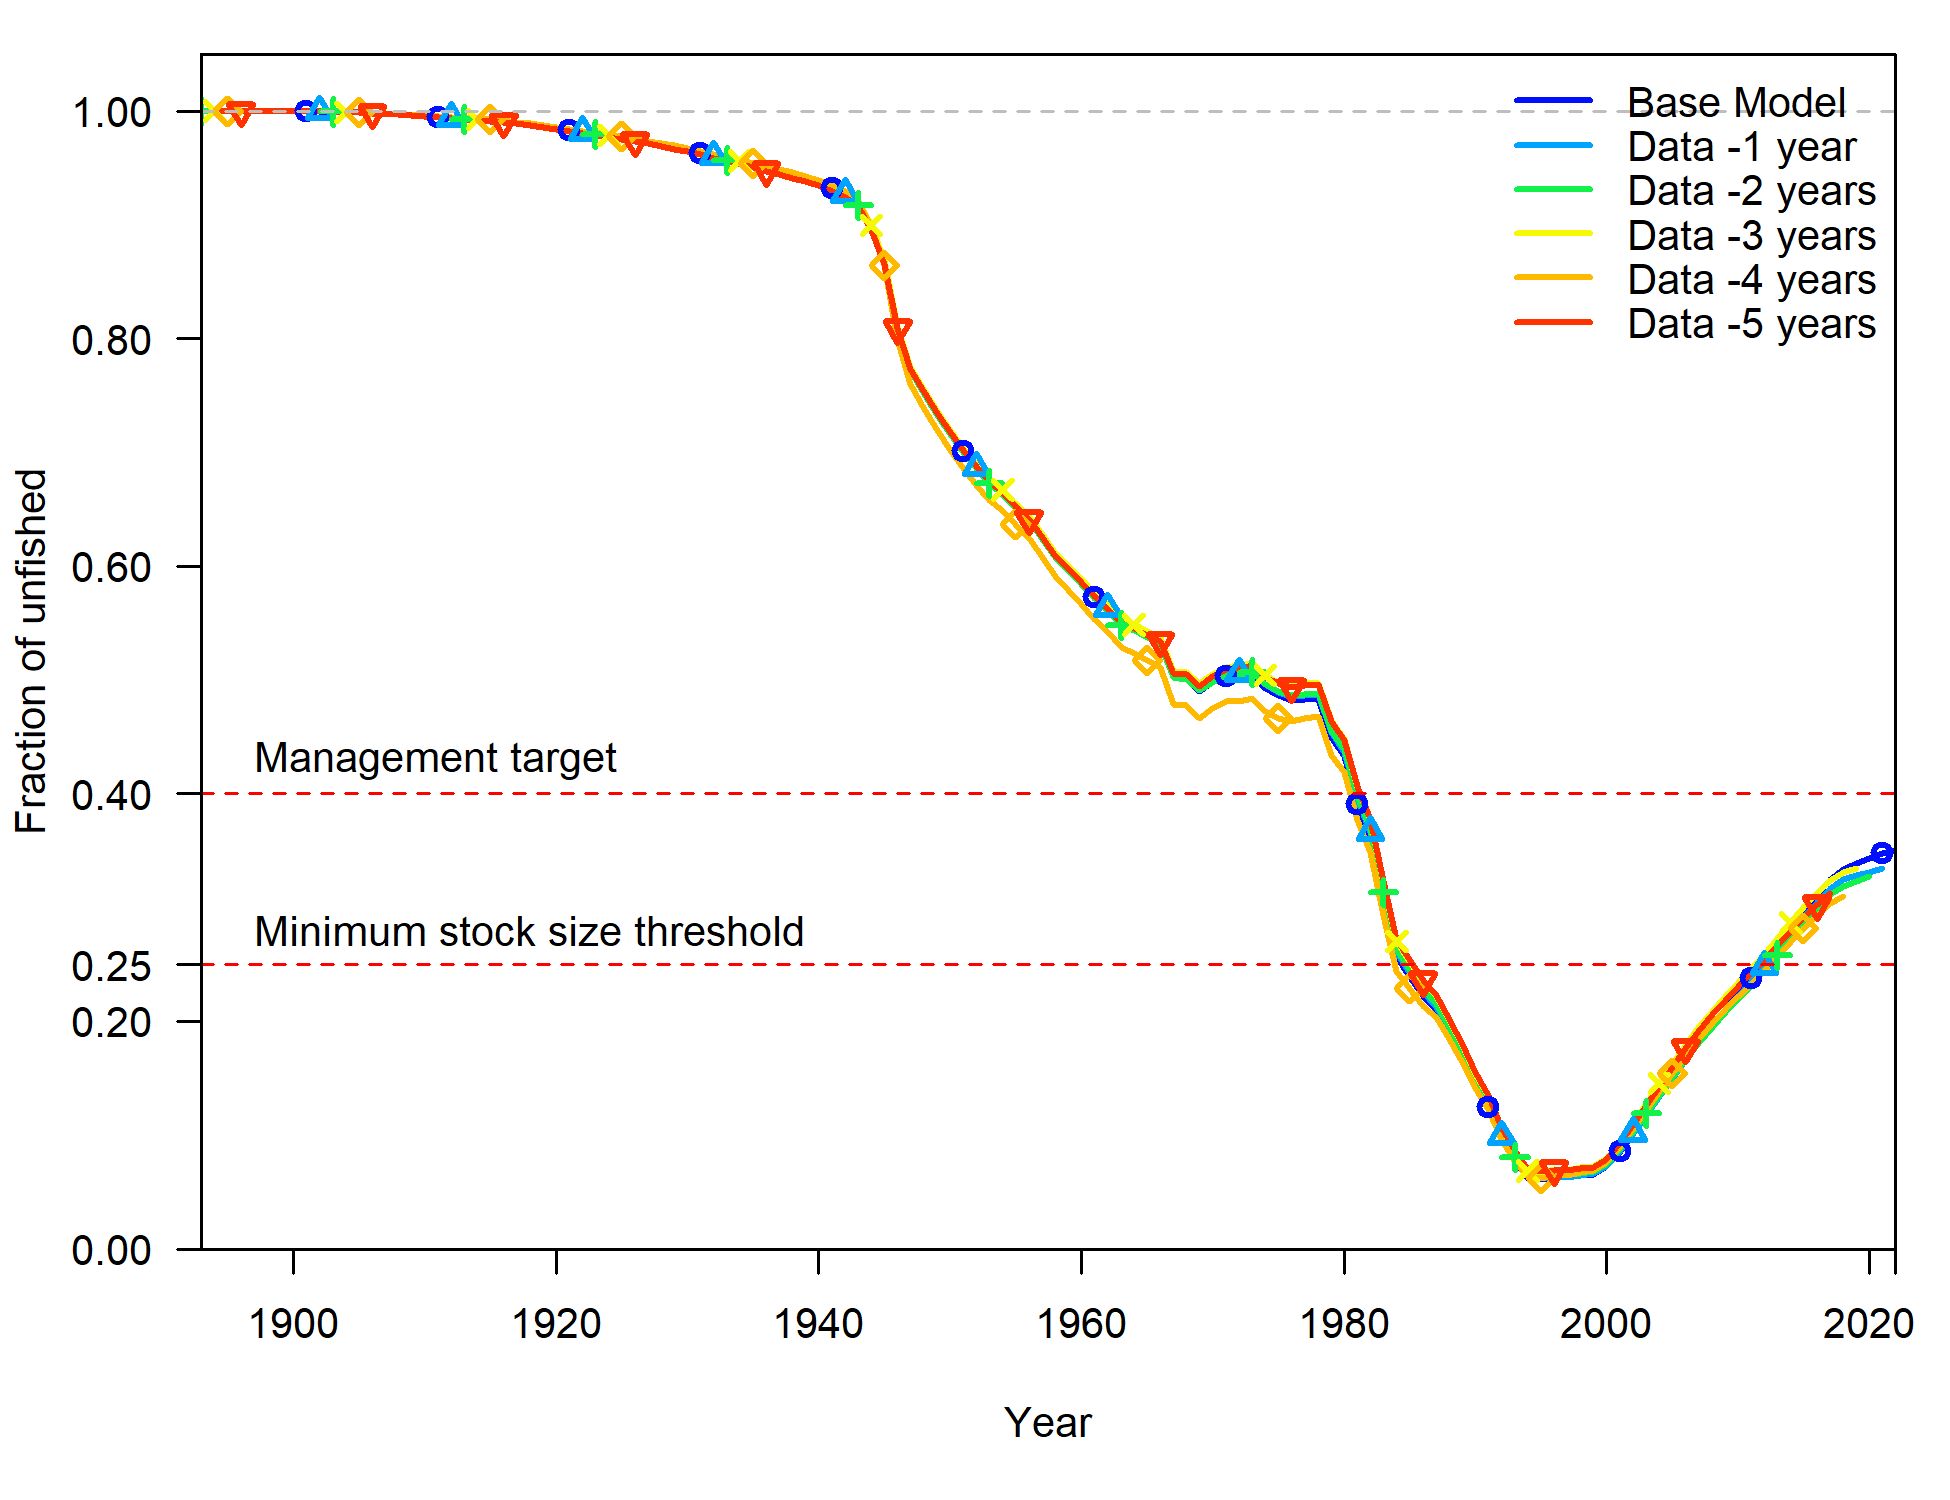 1.00
0.80
0.60
0.40
0.25
0.20
0.00
Fraction of unfished
Base Model
Data -1 year
Data -2 years
Data -3 years
Data -4 years
Data -5 years
Management target
Minimum stock size threshold
1900 1920 1940 1960 1980 2000 2020
Year